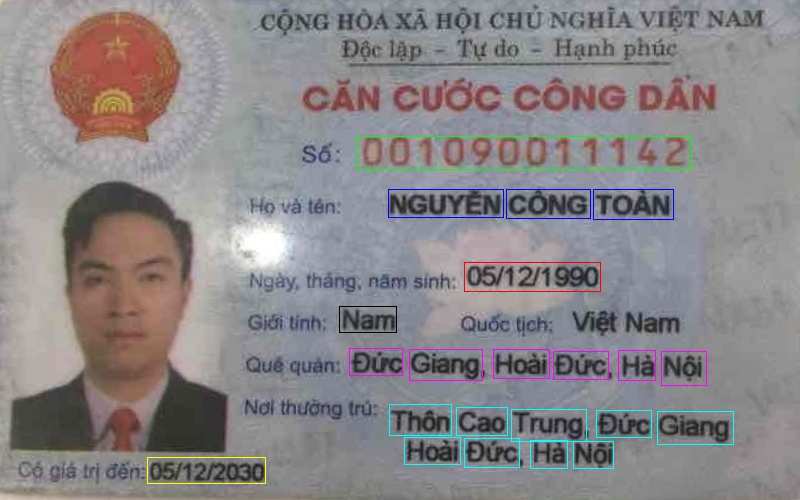 CỘNG HÒA XÃ HỘI CHỦ NGHĨA VIỆT NAM
Độc lập - Tự do - Hạnh phúc
CĂN CƯỚC CÔNG DÂN
Số: 001090011142
Họ và tên: NGUYỄN CÔNG TOÀN
Ngày, tháng, năm sinh: 05/12/1990
Giới tính: Nam Quốc tịch: Việt Nam
Quê quán: Đức Giang, Hoài Đức, Hà Nội
Nơi thường trú: Thôn Cao Trung, Đức Giang
Hoài Đức, Hà Nội
Có giá trị đến: 05/12/2030